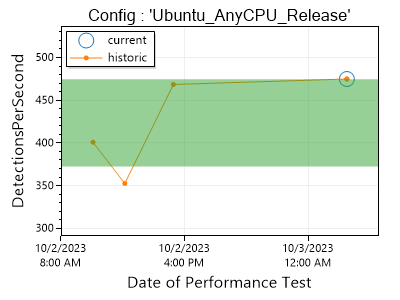 Config : 'Ubuntu_AnyCPU_Release'
current
historic
DetectionsPerSecond
500
450
400
350
300
10/2/2023
8:00 AM
10/2/2023
4:00 PM
10/3/2023
12:00 AM
Date of Performance Test